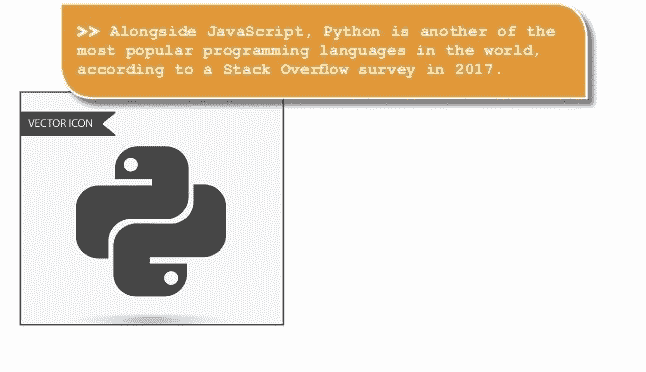 >> Alongside JavaScript, Python is another of the
most popular programming languages in the world,
according to a Stack Overflow survey in 2017.
VECTOR ICON